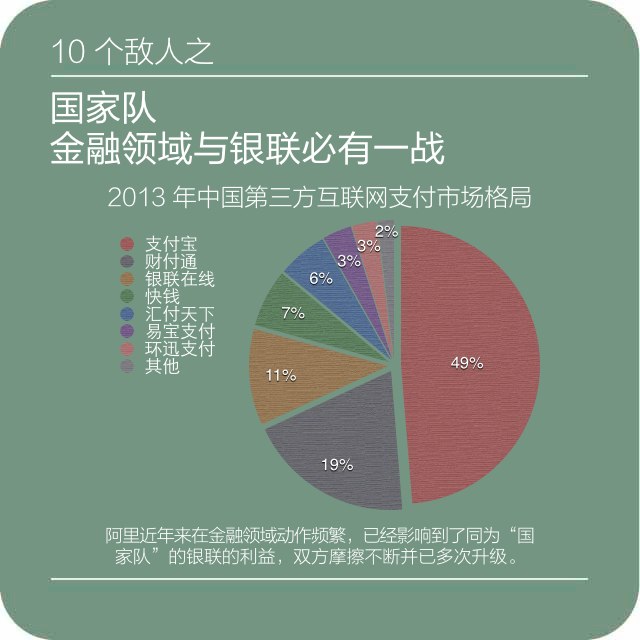 10 个敌人之
国家队
金融领域与银联必有一战
2013 年中国第三方互联网支付市场格局
支付宝
财付通
银联在线
快钱
汇付天下
易宝支付
环迅支付
其他
2%
3%
3%
6%
7%
49%
11%
19%
阿里近年来在金融领域动作频繁，已经影响到了同为“国
家队”的银联的利益，双方摩擦不断并已多次升级。